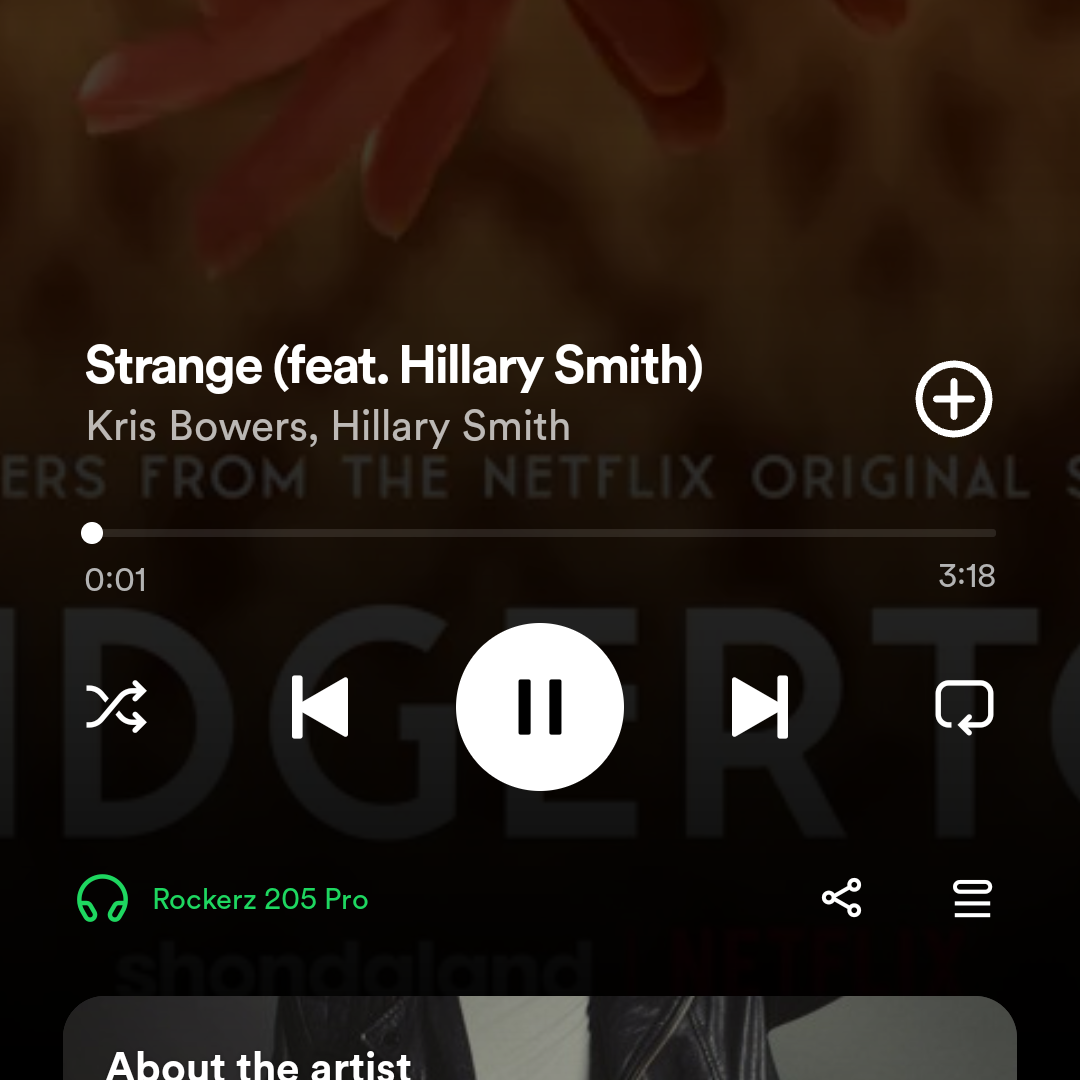 Strange (feat. Hillary Smith)
Kris Bowers, Hillary Smith
ERS FROM THE NETFLIX ORIGINAL S
0:01
3:18
IDGERTO
Rockerz 205 Pro
shondaland NETFLIX
About the artist